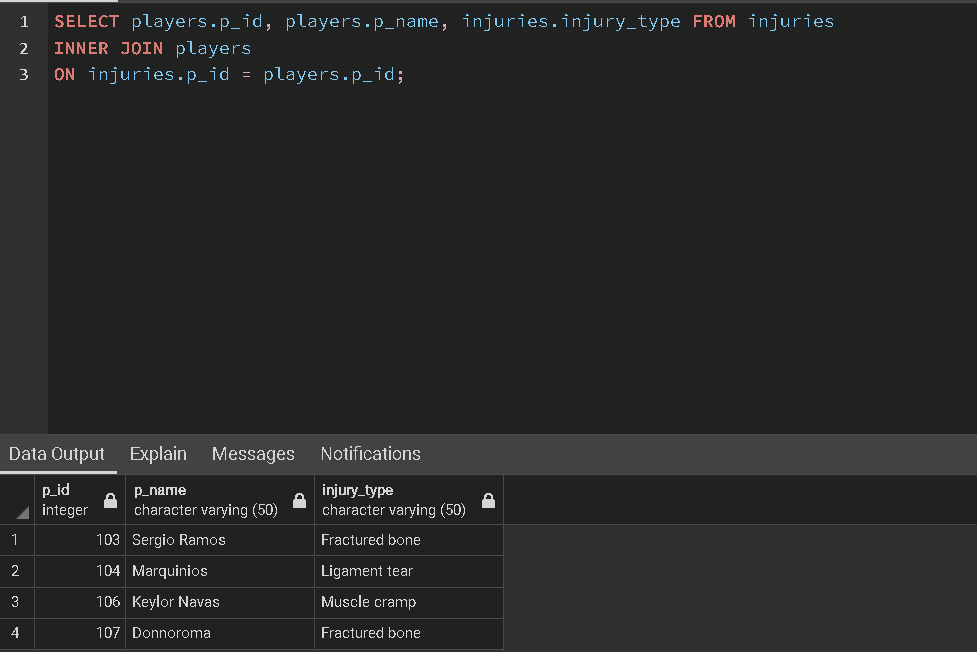 1 SELECT players.p_id, players.p_name, injuries.injury_type FROM injuries
2 INNER JOIN players
3 ON injuries.p_id = players.p_id;
Data Output Explain Messages Notifications
p_id p_name injury_type
integer character varying (50) character varying (50)
1 103 Sergio Ramos Fractured bone
2 104 Marquinios Ligament tear
3 106 Keylor Navas Muscle cramp
4 107 Donnoroma Fractured bone